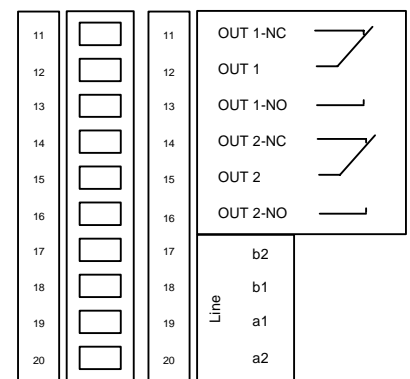 11 11 OUT 1-NC
12 12 OUT 1
13 13 OUT 1-NO
14 14 OUT 2-NC
15 15 OUT 2
16 16 OUT 2-NO
17 17 b2
18 18 b1
Line
19 19 a1
20 20 a2